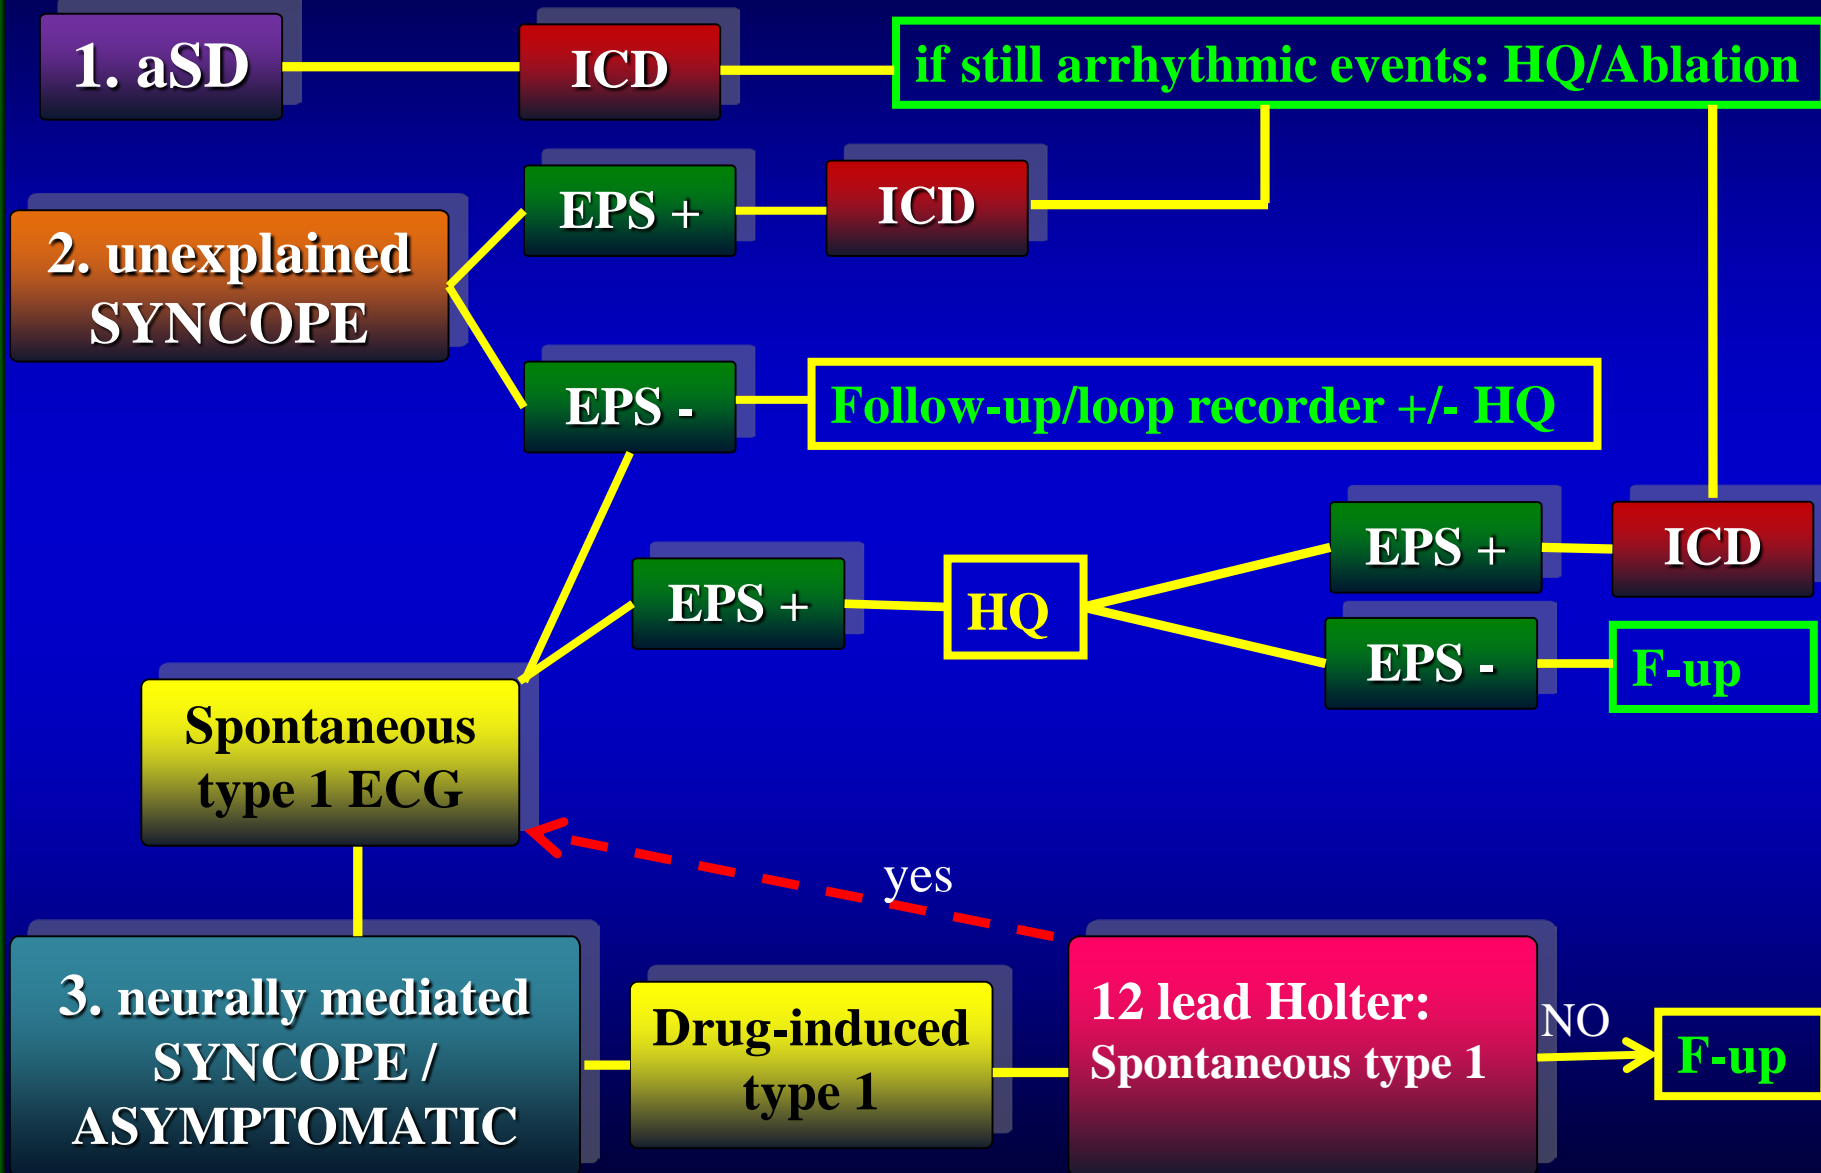 1. aSD
ICD
if still arrhythmic events: HQ/Ablation
EPS +
ICD
2. unexplained
SYNCOPE
EPS -
Follow-up/loop recorder +/- HQ
EPS +
ICD
EPS +
HQ
EPS -
F-up
Spontaneous
type 1 ECG
yes
3. neurally mediated
SYNCOPE /
ASYMPTOMATIC
Drug-induced
type 1
12 lead Holter:
Spontaneous type 1
NO
F-up